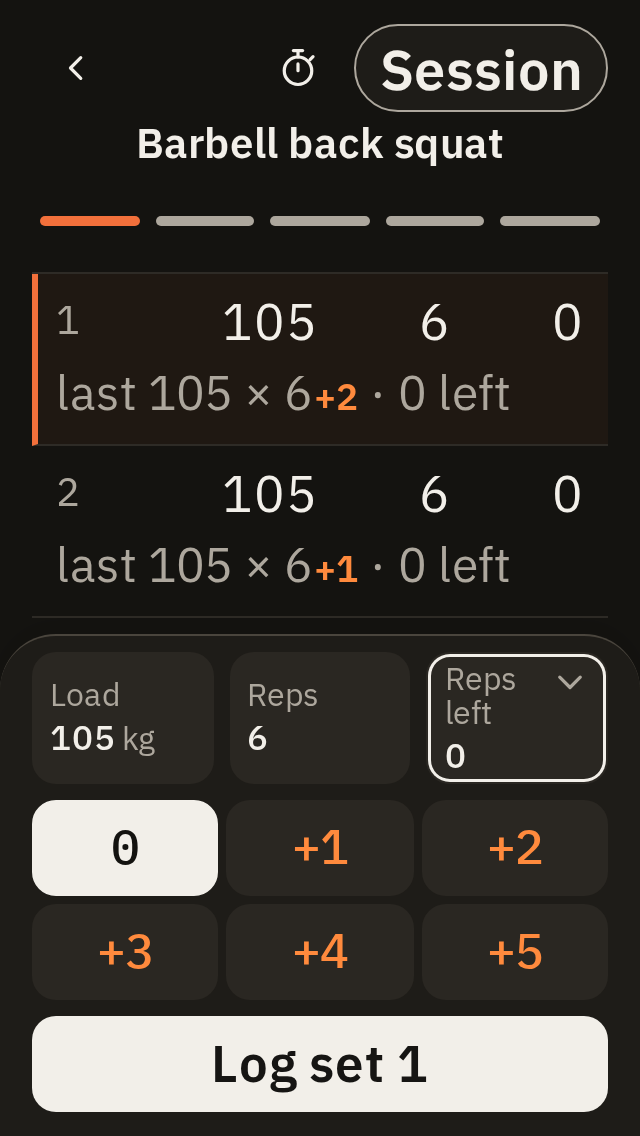 Session
Barbell back squat
1 105 6 0
last 105 × 6+2 · 0 left
2 105 6 0
last 105 × 6+1 · 0 left
Load
105 kg
Reps
6
Reps
left
0
0 +1 +2
+3 +4 +5
Log set 1